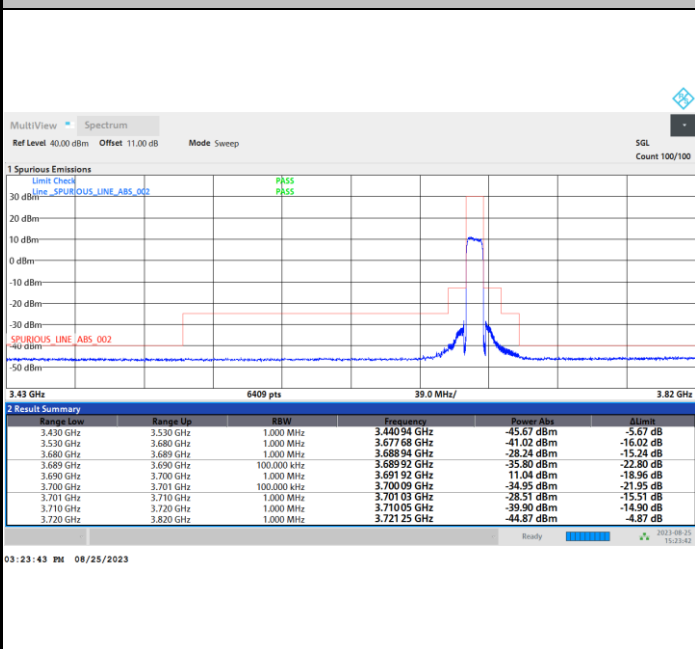 MultiView Spectrum
Ref Level 40.00 dBm Offset 11.00 dB Mode Sweep SGL
Count 100/100
1 Spurious Emissions
Limit Check PASS
Line _SPURIOUS_LINE_ABS_002 PASS
30 dBm
20 dBm
10 dBm
0 dBm
-10 dBm
-20 dBm
-30 dBm
SPURIOUS_LINE_ABS_002
-40 dBm
-50 dBm
3.43 GHz 6409 pts 39.0 MHz/ 3.82 GHz
2 Result Summary
Range Low Range Up RBW Frequency Power Abs ΔLimit
3.430 GHz 3.530 GHz 1.000 MHz 3.440 94 GHz -45.67 dBm -5.67 dB
3.530 GHz 3.680 GHz 1.000 MHz 3.677 68 GHz -41.02 dBm -16.02 dB
3.680 GHz 3.689 GHz 1.000 MHz 3.688 94 GHz -28.24 dBm -15.24 dB
3.689 GHz 3.690 GHz 100.000 kHz 3.689 92 GHz -35.80 dBm -22.80 dB
3.690 GHz 3.700 GHz 1.000 MHz 3.691 92 GHz 11.04 dBm -18.96 dB
3.700 GHz 3.701 GHz 100.000 kHz 3.700 09 GHz -34.95 dBm -21.95 dB
3.701 GHz 3.710 GHz 1.000 MHz 3.701 03 GHz -28.51 dBm -15.51 dB
3.710 GHz 3.720 GHz 1.000 MHz 3.710 05 GHz -39.90 dBm -14.90 dB
3.720 GHz 3.820 GHz 1.000 MHz 3.721 25 GHz -44.87 dBm -4.87 dB
Ready 2023-08-25
15:23:42
03:23:43 PM 08/25/2023